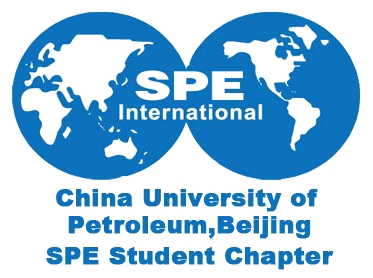 SPE
International
China University of
Petroleum,Beijing
SPE Student Chapter